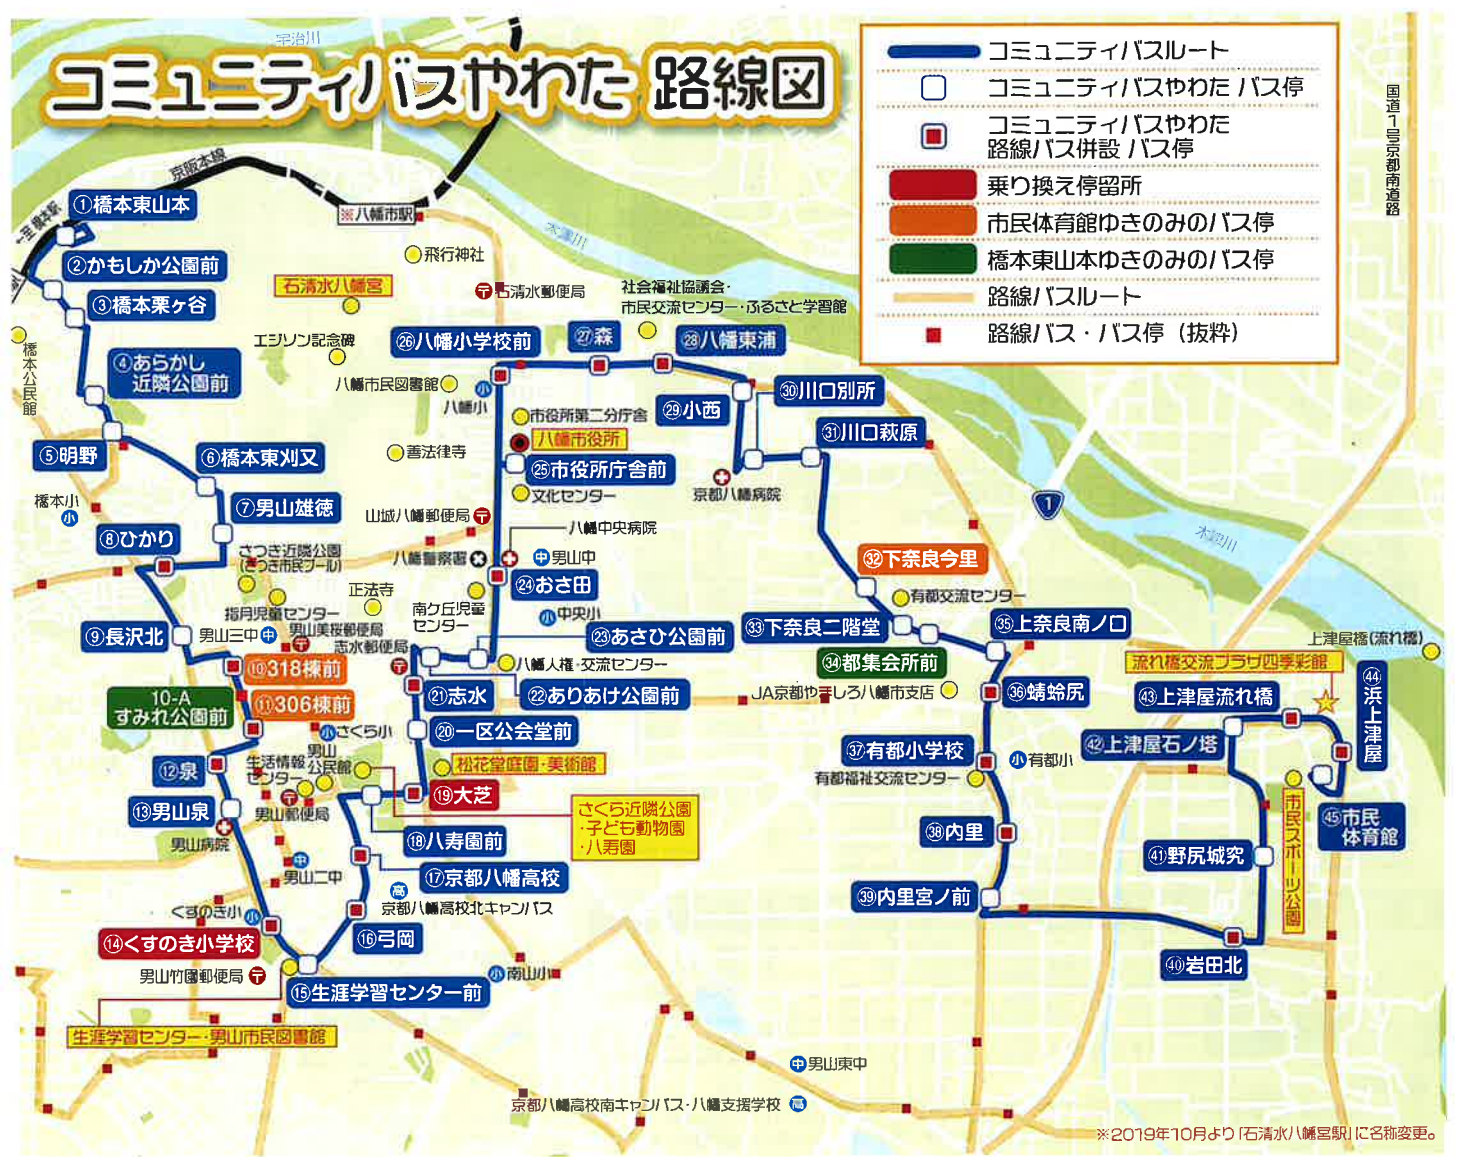 コミュニティバスやわた 路線図
コミュニティバスルート
コミュニティバスやわた バス停
コミュニティバスやわた
路線バス併設 バス停
乗り換え停留所
市民体育館ゆきのみのバス停
橋本東山本ゆきのみのバス停
路線バスルート
路線バス・バス停（抜粋）
国道1号京都南道路
宇治川
京阪本線
至 橋本駅
※八幡市駅
木津川
①橋本東山本
②かもしか公園前
③橋本栗ヶ谷
④あらかし
近隣公園前
⑤明野
⑥橋本東刈又
⑦男山雄徳
⑧ひかり
⑨長沢北
⑩318棟前
10-A
すみれ公園前
⑪306棟前
⑫泉
⑬男山泉
⑭くすのき小学校
⑮生涯学習センター前
⑯弓岡
⑰京都八幡高校
⑱八寿園前
⑲大芝
⑳一区公会堂前
㉑志水
㉒ありあけ公園前
㉓あさひ公園前
㉔おさ田
㉕市役所庁舎前
㉖八幡小学校前
㉗森
㉘八幡東浦
㉙小西
㉚川口別所
㉛川口萩原
㉜下奈良今里
㉝下奈良二階堂
㉞都集会所前
㉟上奈良南ノ口
㊱蜻蛉尻
㊲有都小学校
㊳内里
㊴内里宮ノ前
㊵岩田北
㊶野尻城究
㊷上津屋石ノ塔
㊸上津屋流れ橋
㊹浜上津屋
㊺市民
体育館
飛行神社
石清水八幡宮
石清水郵便局
エジソン記念碑
社会福祉協議会・
市民交流センター・ふるさと学習館
橋本公民館
八幡市民図書館
小
八幡小
市役所第二分庁舎
八幡市役所
善法律寺
文化センター
京都八幡病院
橋本小
小
山城八幡郵便局
八幡中央病院
八幡警察署
中 男山中
さつき近隣公園
(さつき市民プール)
正法寺
指月児童センター
男山三中 中
男山美桜郵便局
志水郵便局
南ケ丘児童
センター
小 中央小
八幡人権・交流センター
有都交流センター
JA京都やましろ八幡市支店
1
木津川
上津屋橋(流れ橋)
流れ橋交流プラザ四季彩館
小 さくら小
男山
公民館
生活情報
センター
松花堂庭園・美術館
男山郵便局
男山病院
さくら近隣公園
・子ども動物園
・八寿園
小 有都小
有都福祉交流センター
市民スポーツ公園
中
男山二中
高
京都八幡高校北キャンパス
くすのき小 小
男山竹園郵便局
小 南山小
生涯学習センター・男山市民図書館
中 男山東中
京都八幡高校南キャンパス・八幡支援学校 高
※2019年10月より「石清水八幡宮駅」に名称変更。